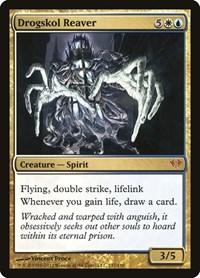 Drogskol Reaver 5
Creature — Spirit
Flying, double strike, lifelink
Whenever you gain life, draw a card.
Wracked and warped with anguish, it
obsessively seeks out other souls to hoard
within its eternal prison.
Vincent Proce
3/5